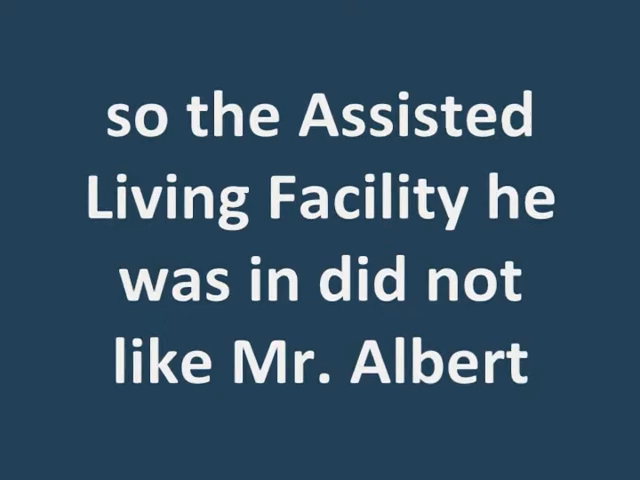 so the Assisted
Living Facility he
was in did not
like Mr. Albert